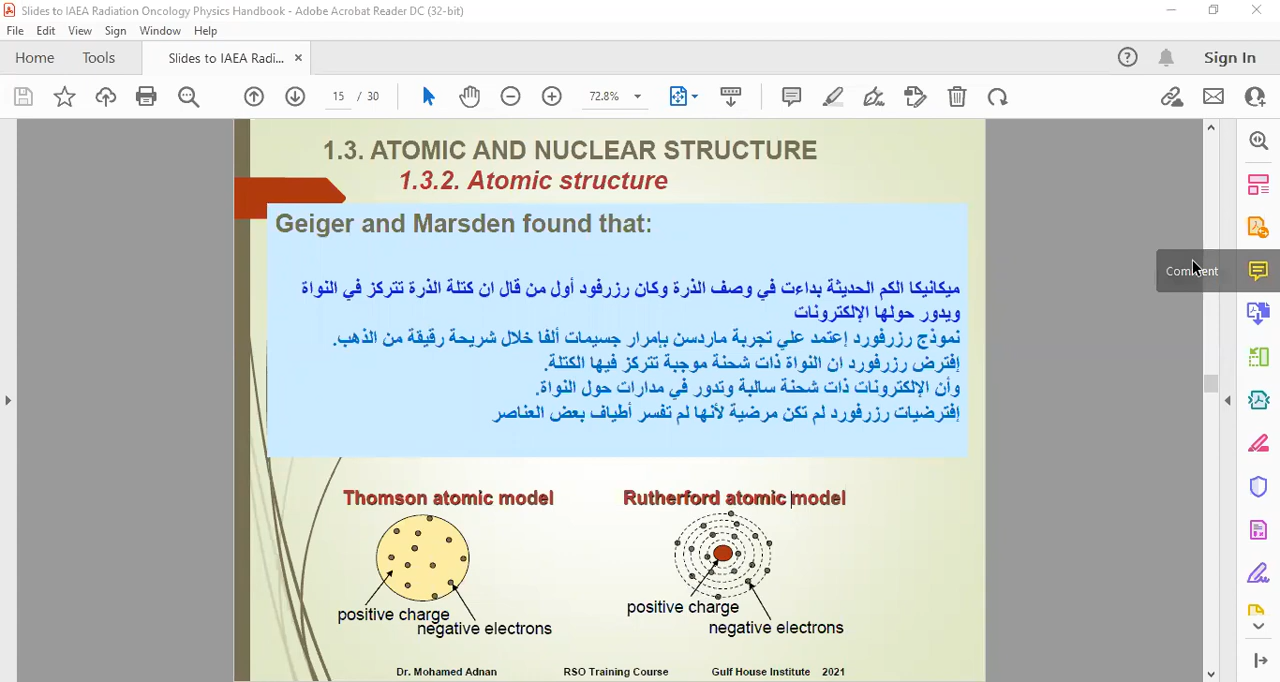 Slides to IAEA Radiation Oncology Physics Handbook - Adobe Acrobat Reader DC (32-bit)
File Edit View Sign Window Help
Home Tools Slides to IAEA Radi... × Sign In
15 / 30 72.8%
1.3. ATOMIC AND NUCLEAR STRUCTURE
1.3.2. Atomic structure
Geiger and Marsden found that:
Comment
ميكانيكا الكم الحديثة بداءت في وصف الذرة وكان رزرفود أول من قال ان كتلة الذرة تتركز في النواة
ويدور حولها الإلكترونات
نموذج رزرفورد إعتمد علي تجربة ماردسن بإمرار جسيمات ألفا خلال شريحة رقيقة من الذهب.
إفترض رزرفورد ان النواة ذات شحنة موجبة تتركز فيها الكتلة.
وأن الإلكترونات ذات شحنة سالبة وتدور في مدارات حول النواة.
إفترضيات رزرفورد لم تكن مرضية لأنها لم تفسر أطياف بعض العناصر
Thomson atomic model
Rutherford atomic model
positive charge
negative electrons
positive charge
negative electrons
Dr. Mohamed Adnan RSO Training Course Gulf House Institute 2021